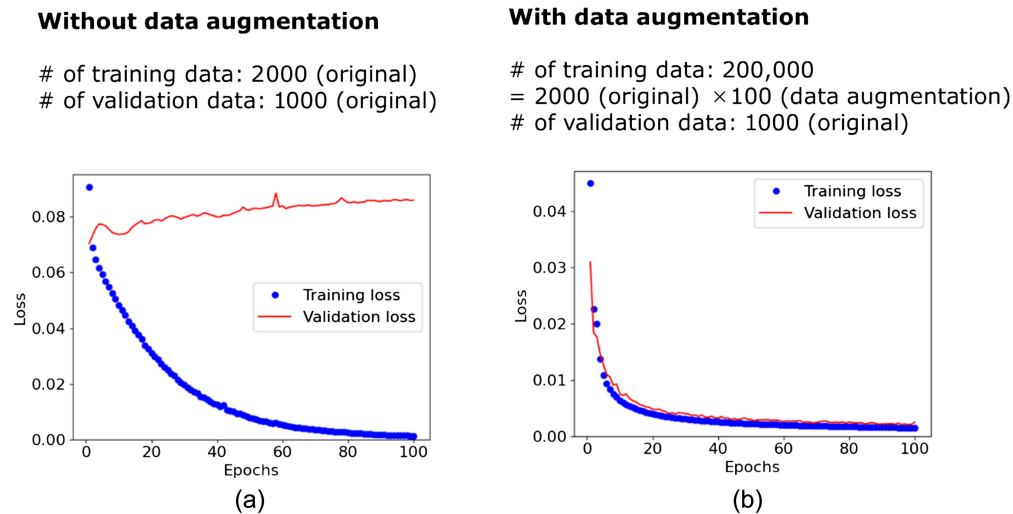 Without data augmentation
# of training data: 2000 (original)
# of validation data: 1000 (original)
0.08
0.06
0.04
0.02
0.00
Loss
Training loss
Validation loss
0
20
40
60
80
100
Epochs
(a)
With data augmentation
# of training data: 200,000
= 2000 (original) ×100 (data augmentation)
# of validation data: 1000 (original)
0.04
0.03
0.02
0.01
0.00
Loss
Training loss
Validation loss
0
20
40
60
80
100
Epochs
(b)